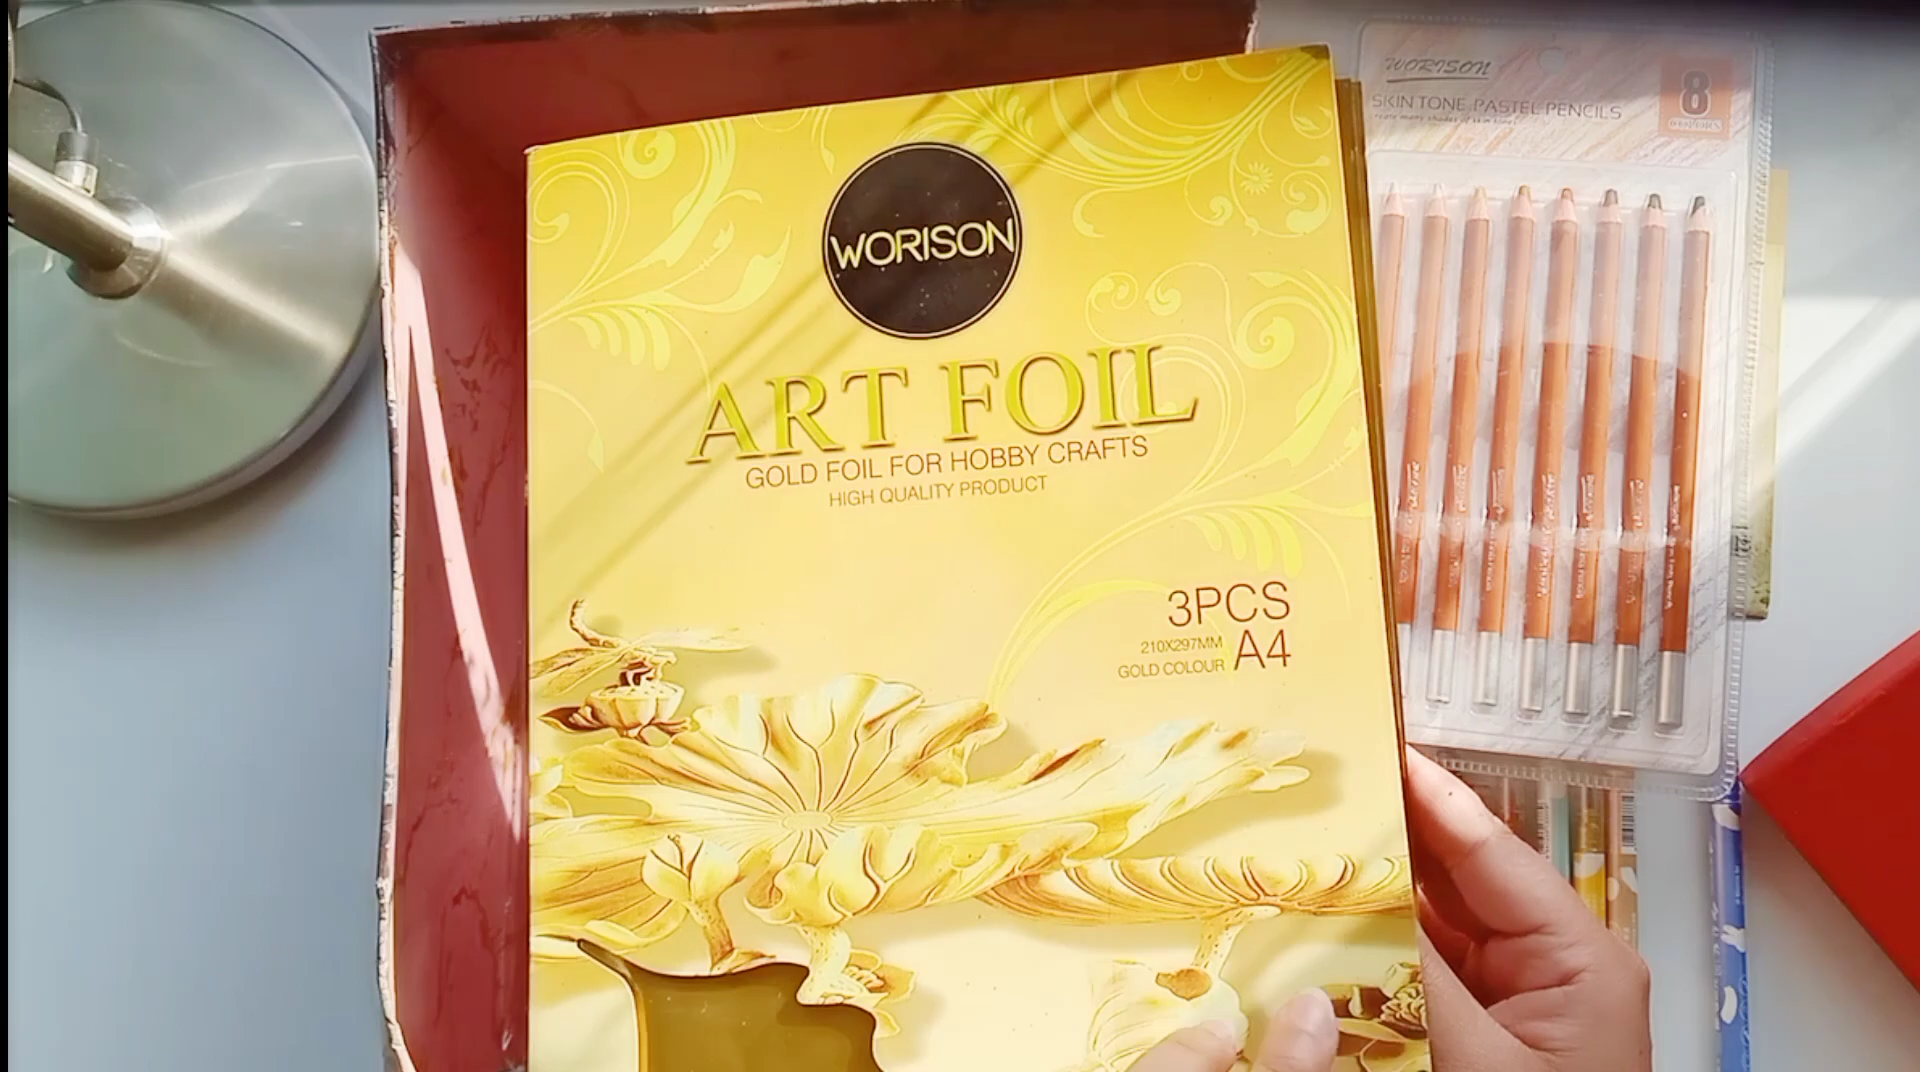 WORISON
ART FOIL
GOLD FOIL FOR HOBBY CRAFTS
HIGH QUALITY PRODUCT
3PCS
210X297MM
GOLD COLOUR
A4
WORISON
SKIN TONE PASTEL PENCILS
8
COLORS